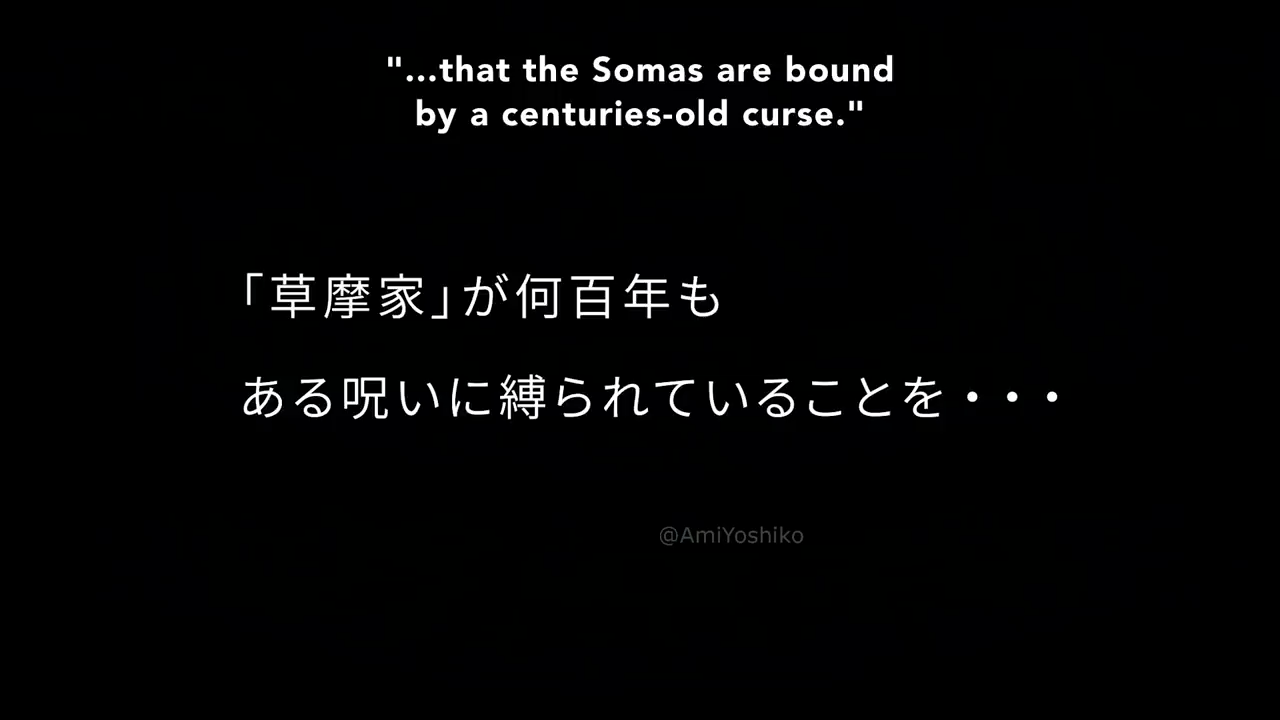 "...that the Somas are bound
by a centuries-old curse."
「草摩家」が何百年も
ある呪いに縛られていることを・・・
@AmiYoshiko